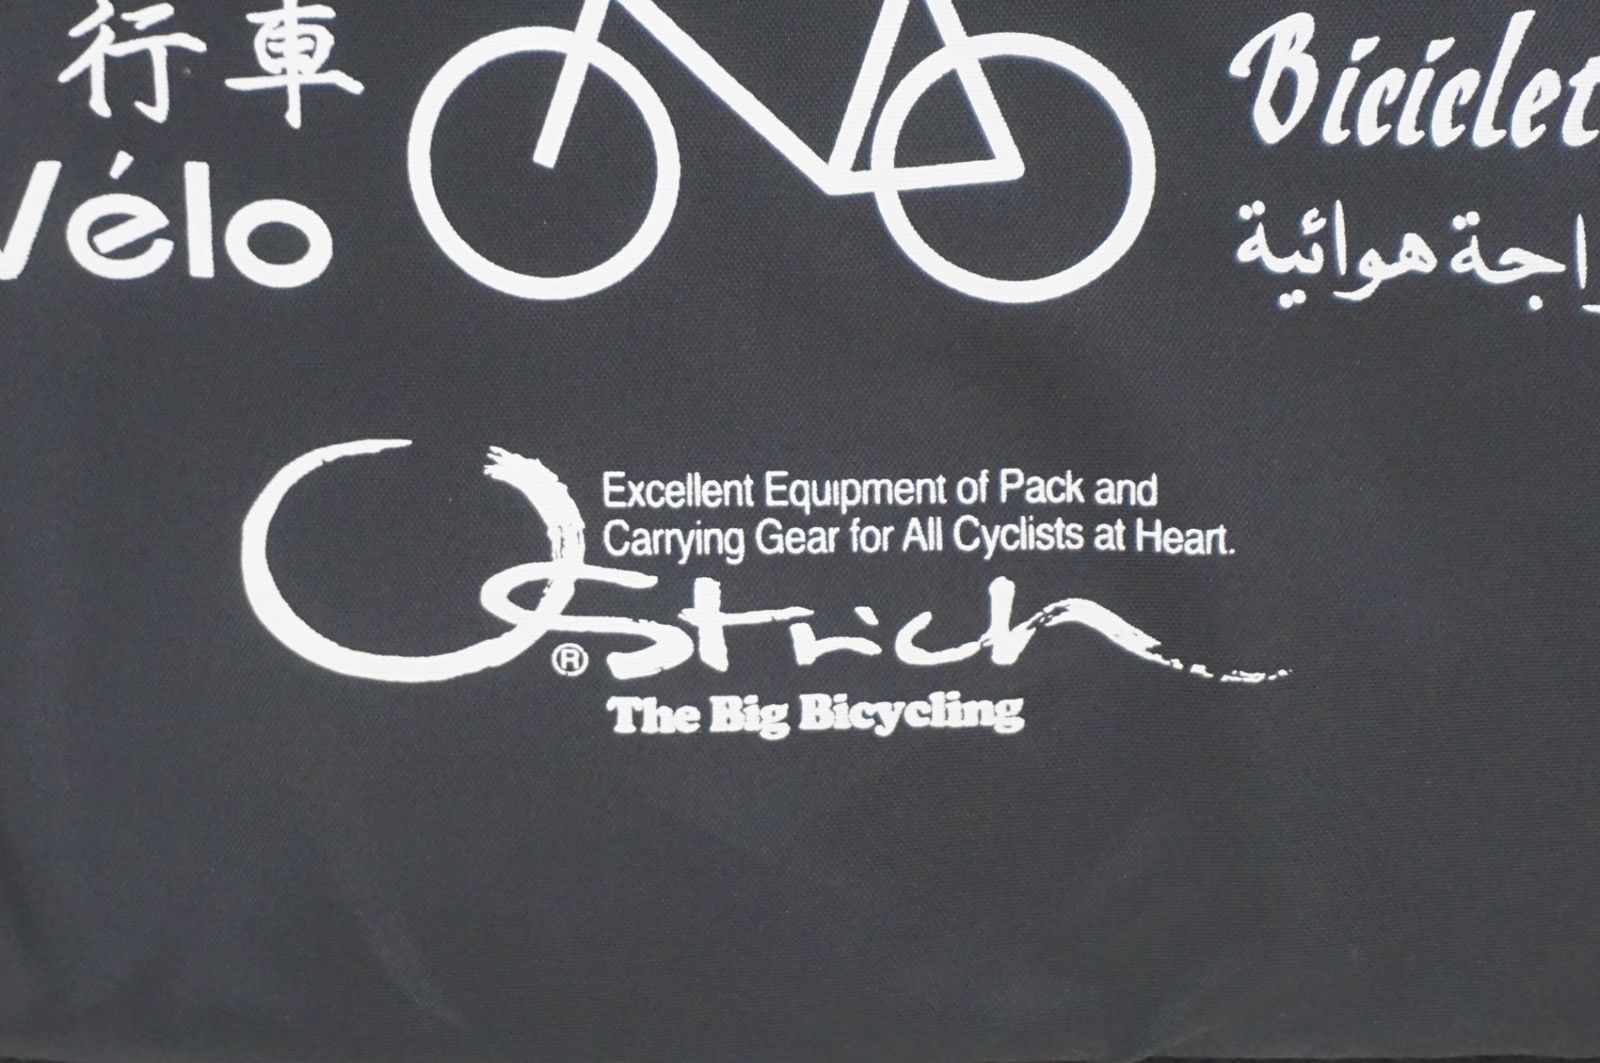 行車
Vélo
Biciclet
اجة هوائية
Excellent Equipment of Pack and
Carrying Gear for All Cyclists at Heart.
Ostrich
®
The Big Bicycling